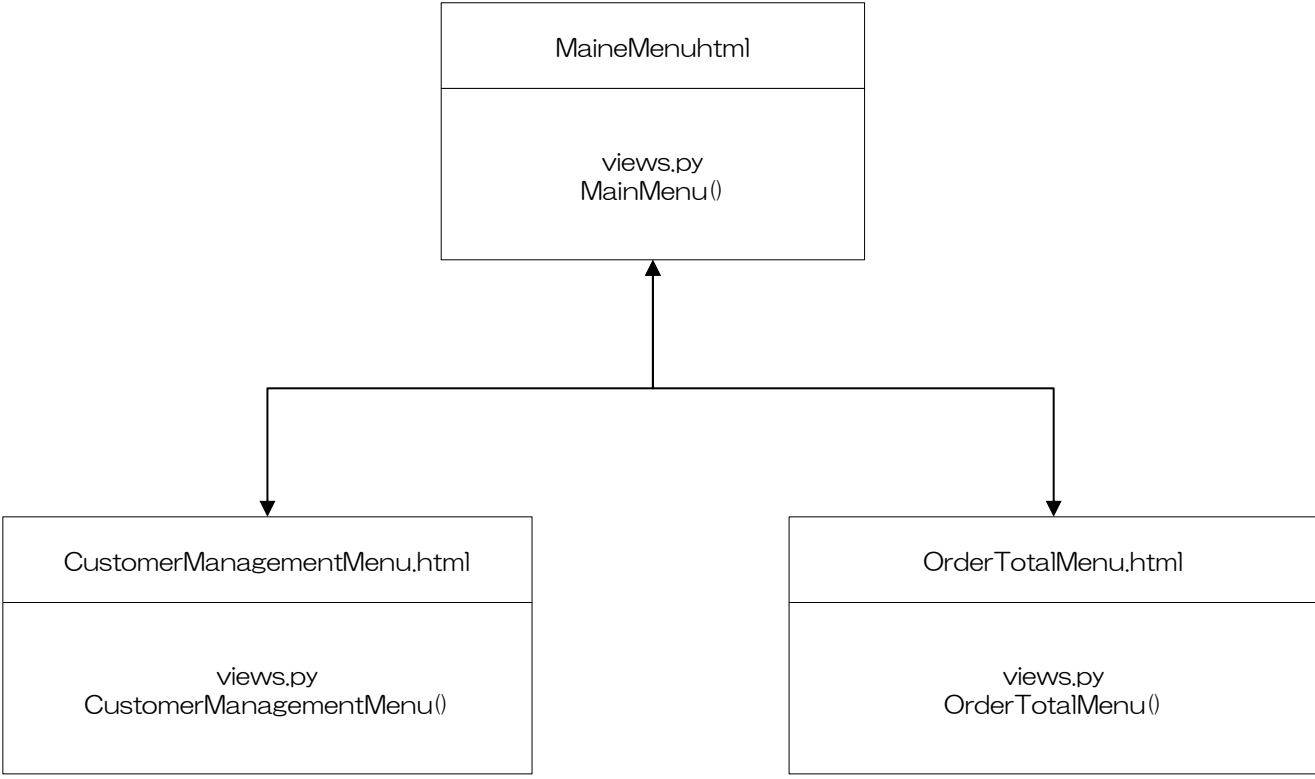 MaineMenuhtml
views.py
MainMenu()
CustomerManagementMenu.html
views.py
CustomerManagementMenu()
OrderTotalMenu.html
views.py
OrderTotalMenu()